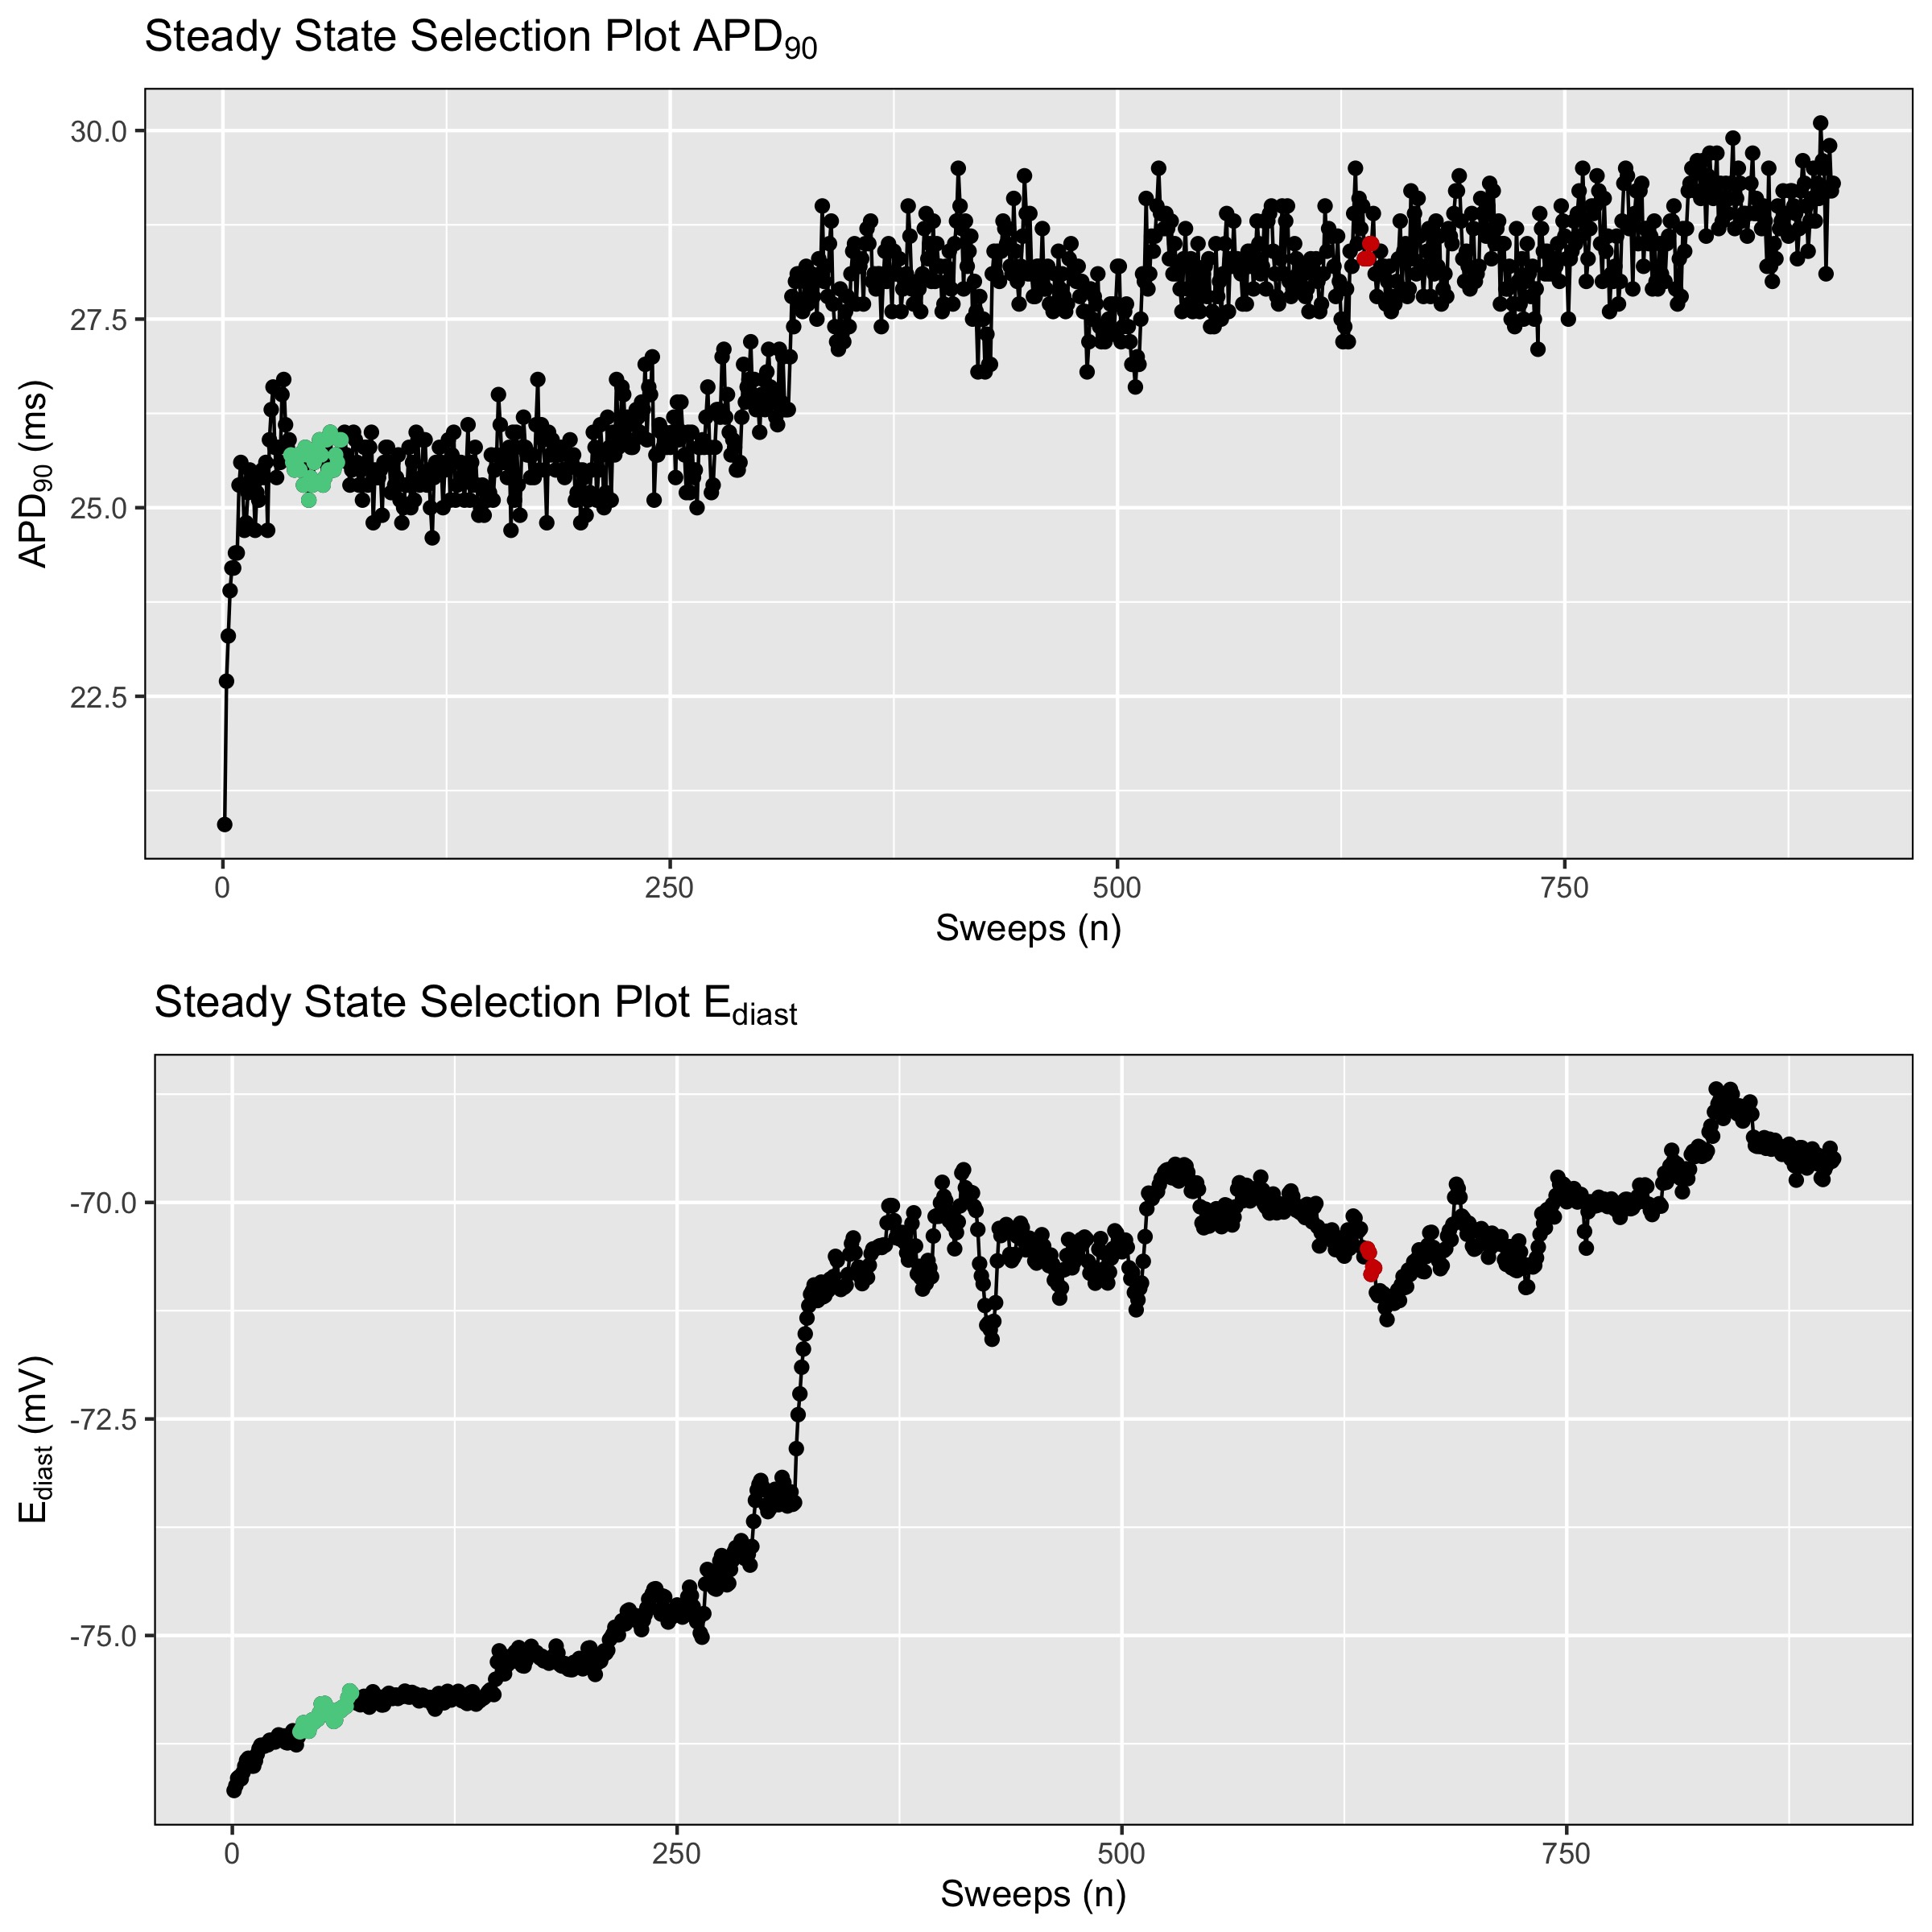 Steady State Selection Plot APD90
APD90 (ms)
30.0
27.5
25.0
22.5
0 250 500 750
Sweeps (n)
Steady State Selection Plot Ediast
Ediast (mV)
-70.0
-72.5
-75.0
0 250 500 750
Sweeps (n)